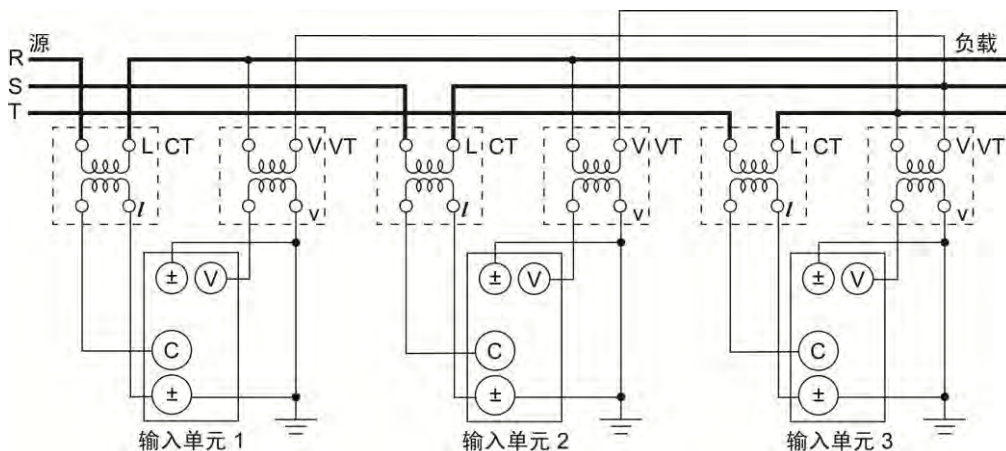 R 源 负载
S
T
L CT V VT L CT V VT L CT V VT
l v l v l v
± V ± V ± V
C C C
± ± ±
输入单元 1 输入单元 2 输入单元 3